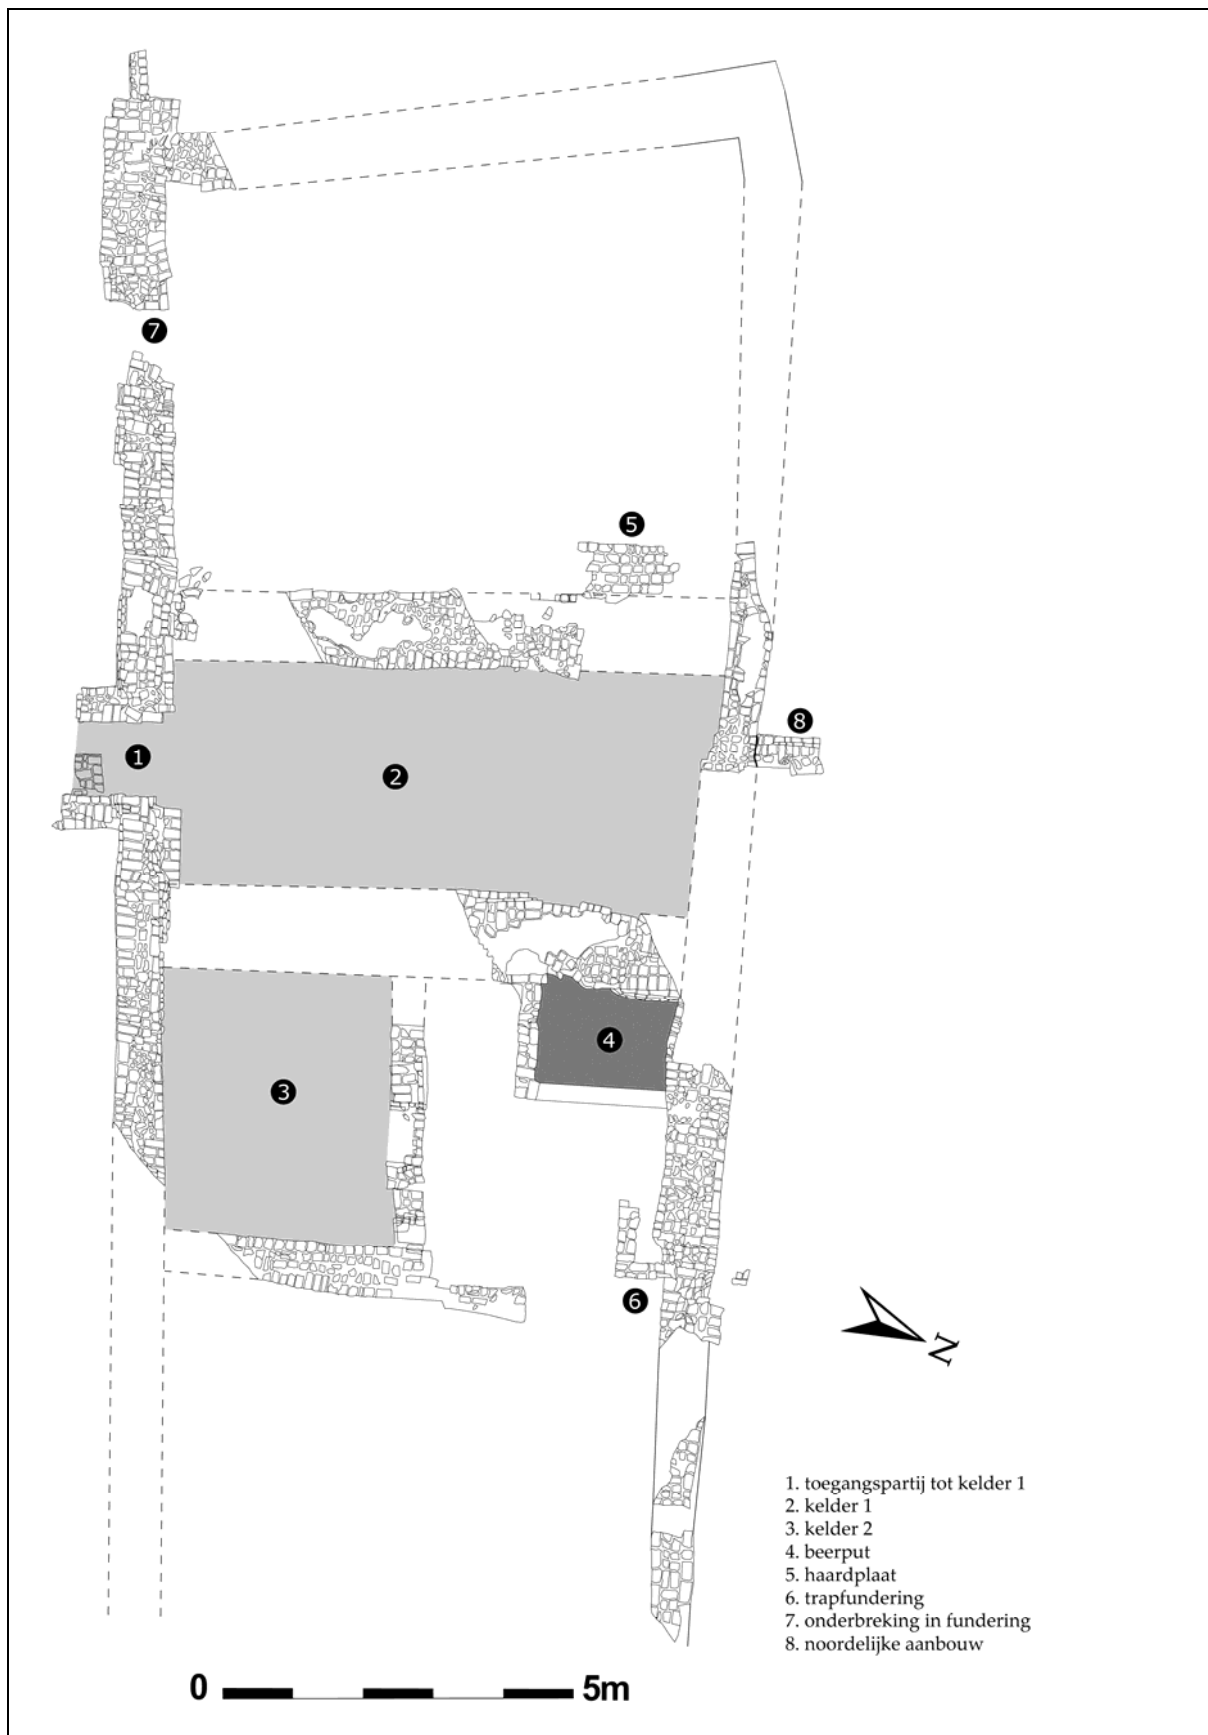 7
5
8
1
2
4
3
6
N
1. toegangspartij tot kelder 1
2. kelder 1
3. kelder 2
4. beerput
5. haardplaat
6. trapfundering
7. onderbreking in fundering
8. noordelijke aanbouw
0 5m